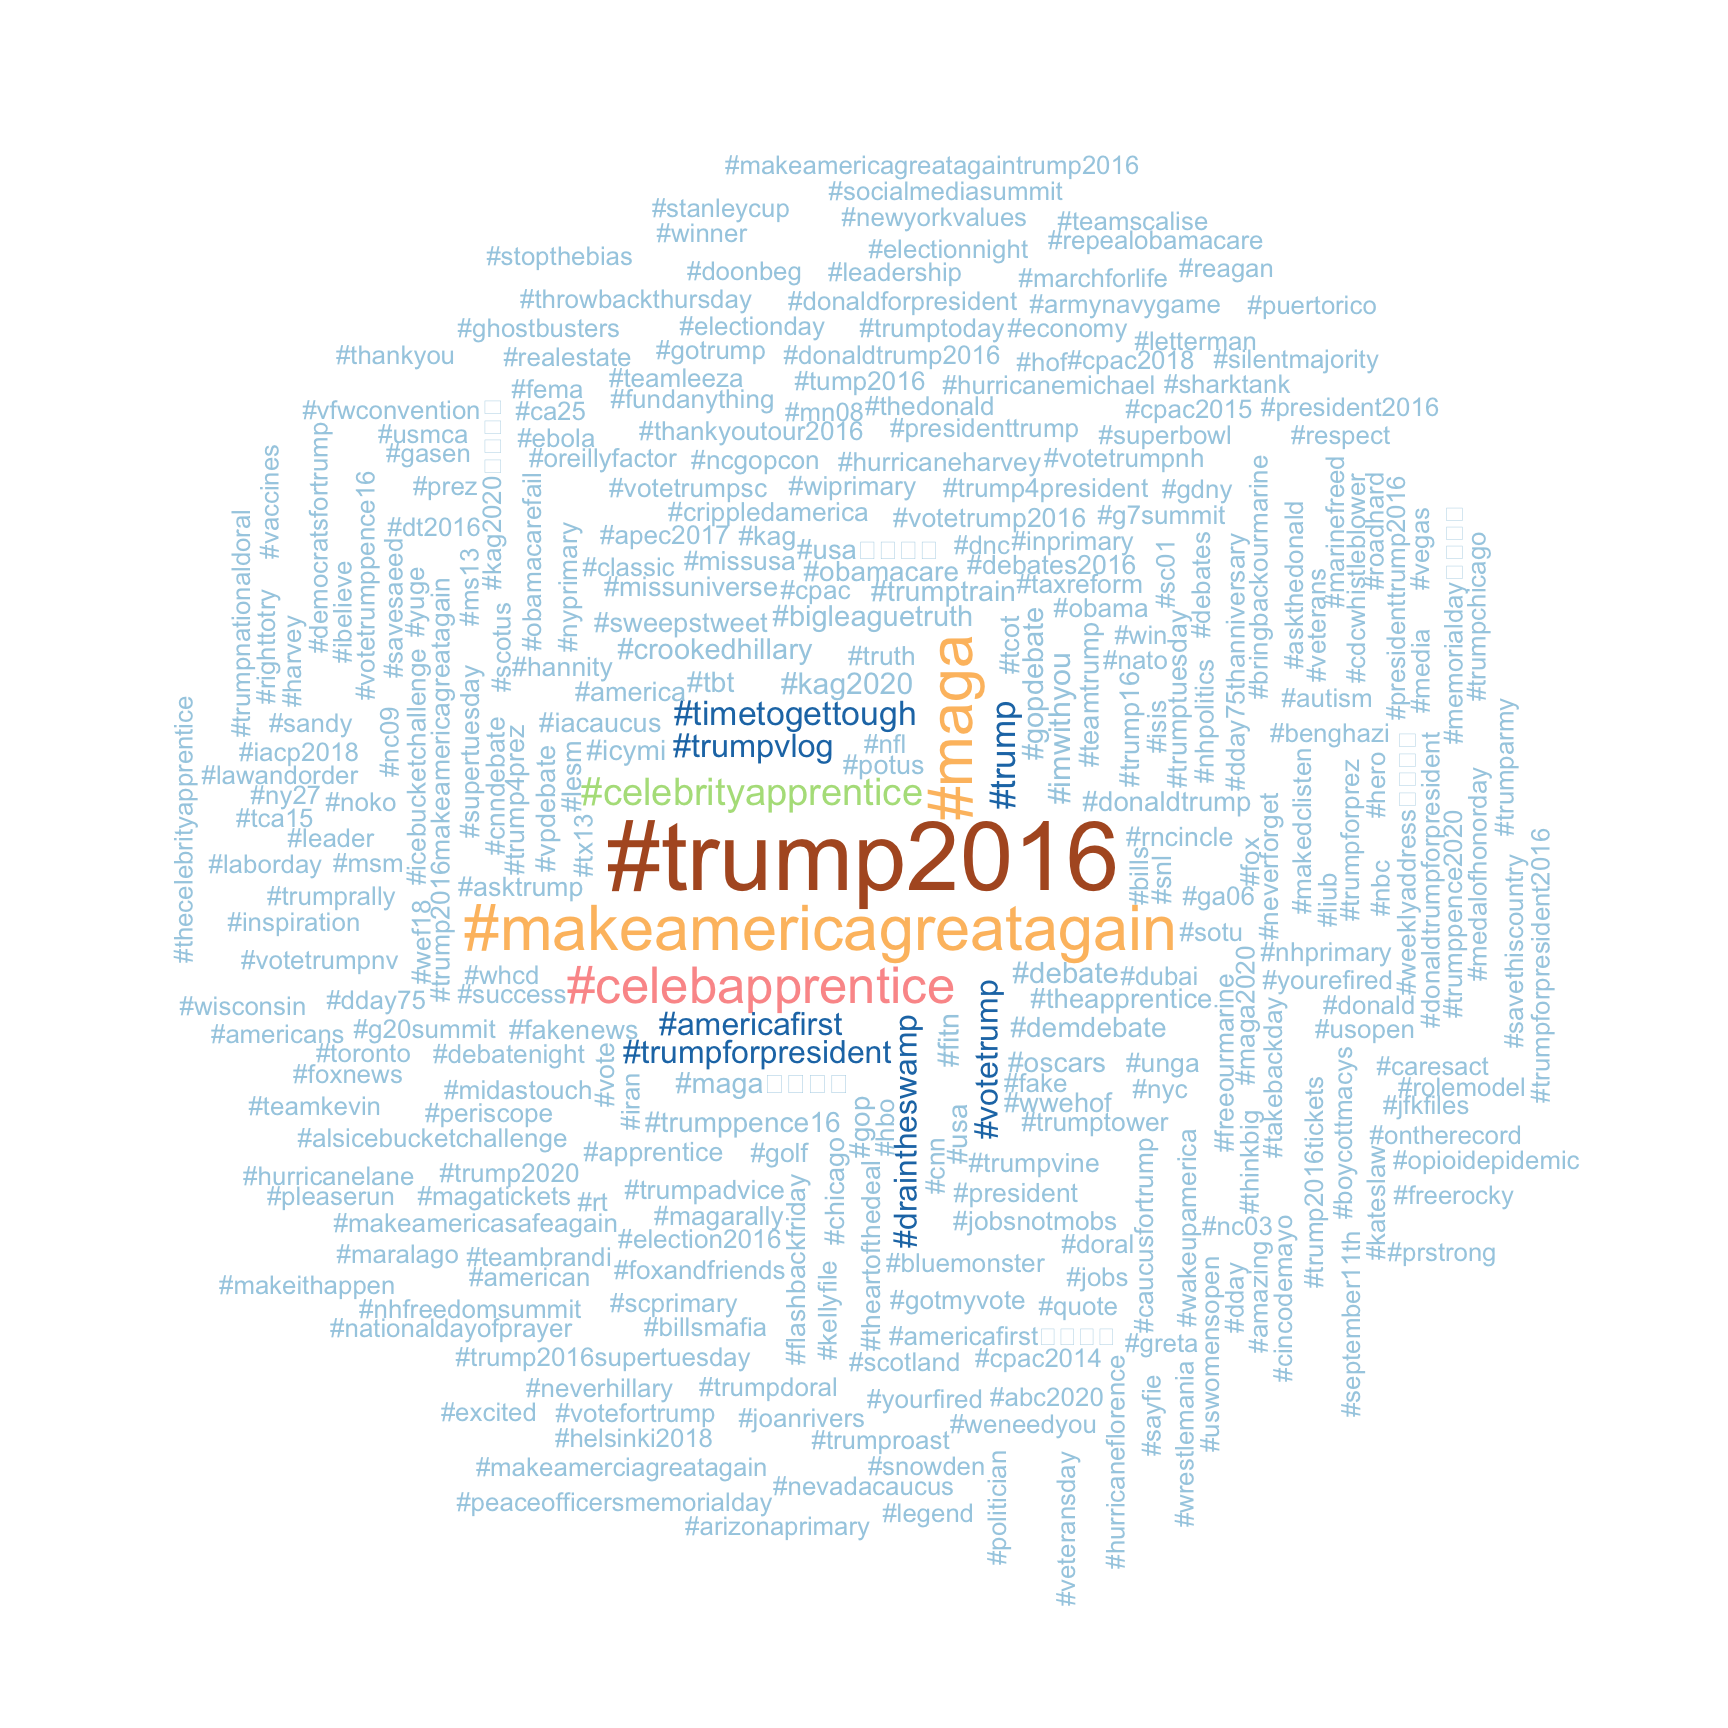 #makeamericagreatagaintrump2016
#socialmediasummit
#stanleycup
#newyorkvalues
#teamscalise
#winner
#electionnight
#repealobamacare
#stopthebias
#doonbeg
#leadership
#marchforlife
#reagan
#throwbackthursday
#donaldforpresident
#armynavygame
#puertorico
#ghostbusters
#electionday
#trumptoday
#economy
#letterman
#thankyou
#realestate
#gotrump
#donaldtrump2016
#hof
#cpac2018
#silentmajority
#fema
#teamleeza
#tump2016
#hurricanemichael
#sharktank
#vfwconvention
#ca25
#fundanything
#mn08
#thedonald
#cpac2015
#president2016
#usmca
#ebola
#thankyoutour2016
#presidenttrump
#superbowl
#respect
#gasen
#oreillyfactor
#ncgopcon
#hurricaneharvey
#votetrumpnh
#prez
#votetrumpsc
#wiprimary
#trump4president
#gdny
#dt2016
#crippledamerica
#votetrump2016
#g7summit
#apec2017
#kag
#usa
#dnc
#inprimary
#classic
#missusa
#obamacare
#debates2016
#missuniverse
#cpac
#trumptrain
#taxreform
#sweepstweet
#bigleaguetruth
#obama
#crookedhillary
#truth
#win
#hannity
#nato
#america
#tbt
#kag2020
#autism
#sandy
#iacaucus
#timetogettough
#benghazi
#iacp2018
#icymi
#trumpvlog
#nfl
#potus
#lawandorder
#ny27
#noko
#celebrityapprentice
#donaldtrump
#tca15
#leader
#trump2016
#rncincle
#laborday
#msm
#asktrump
#ga06
#trumprally
#inspiration
#makeamericagreatagain
#sotu
#votetrumpnv
#nhprimary
#whcd
#celebapprentice
#debate
#dubai
#yourefired
#wisconsin
#dday75
#success
#theapprentice
#donald
#americans
#g20summit
#fakenews
#americafirst
#demdebate
#usopen
#toronto
#debatenight
#trumpforpresident
#oscars
#unga
#caresact
#foxnews
#midastouch
#maga
#fake
#nyc
#rolemodel
#teamkevin
#periscope
#wwehof
#jfkfiles
#trumppence16
#trumptower
#alsicebucketchallenge
#apprentice
#golf
#ontherecord
#hurricanelane
#trump2020
#trumpvine
#opioidepidemic
#pleaserun
#magatickets
#rt
#trumpadvice
#president
#freerocky
#makeamericasafeagain
#magarally
#jobsnotmobs
#nc03
#maralago
#teambrandi
#election2016
#doral
#prstrong
#makeithappen
#american
#foxandfriends
#bluemonster
#jobs
#nhfreedomsummit
#scprimary
#gotmyvote
#quote
#nationaldayofprayer
#billsmafia
#americafirst
#greta
#trump2016supertuesday
#scotland
#cpac2014
#neverhillary
#trumpdoral
#yourfired
#abc2020
#excited
#votefortrump
#joanrivers
#weneedyou
#helsinki2018
#trumproast
#makeamerciagreatagain
#snowden
#peaceofficersmemorialday
#nevadacaucus
#legend
#arizonaprimary
#thecelebrityapprentice
#trumpnationaldoral
#vaccines
#righttotry
#harvey
#democratsfortrump
#ibelieve
#votetrumppence16
#nc09
#savesaeed
#yuge
#icebucketchallenge
#wef18
#trump2016makeamericagreatagain
#ms13
#supertuesday
#kag2020
#scotus
#cnndebate
#trump4prez
#obamacarefail
#vpdebate
#nyprimary
#lesm
#tx13
#vote
#iran
#flashbackfriday
#kellyfile
#chicago
#gop
#theartofthedeal
#hbo
#draintheswamp
#cnn
#usa
#fitn
#votetrump
#maga
#trump
#tcot
#gopdebate
#imwithyou
#teamtrump
#trump16
#isis
#sc01
#trumptuesday
#debates
#nhpolitics
#dday75thanniversary
#bringbackourmarine
#bills
#snl
#fox
#neverforget
#askthedonald
#veterans
#marinefreed
#cdcwhistleblower
#roadhard
#presidenttrump2016
#vegas
#media
#memorialday
#trumpchicago
#makedclisten
#liub
#trumpforprez
#hero
#nbc
#weeklyaddress
#donaldtrumpforpresident
#trumppence2020
#medalofhonorday
#trumparmy
#savethiscountry
#trumpforpresident2016
#freeourmarine
#maga2020
#takebackday
#thinkbig
#caucusfortrump
#wakeupamerica
#uswomensopen
#dday
#amazing
#cincodemayo
#trump2016tickets
#boycottmacys
#kateslaw
#september11th
#politician
#veteransday
#hurricaneflorence
#sayfie
#wrestlemania